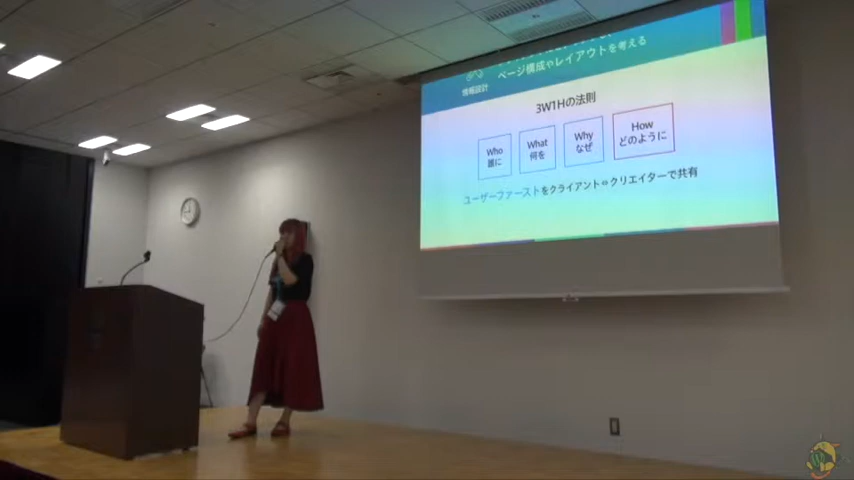 情報設計
ページ構成やレイアウトを考える
3W1Hの法則
Who
誰に
What
何を
Why
なぜ
How
どのように
ユーザーファーストをクライアント⇔クリエイターで共有